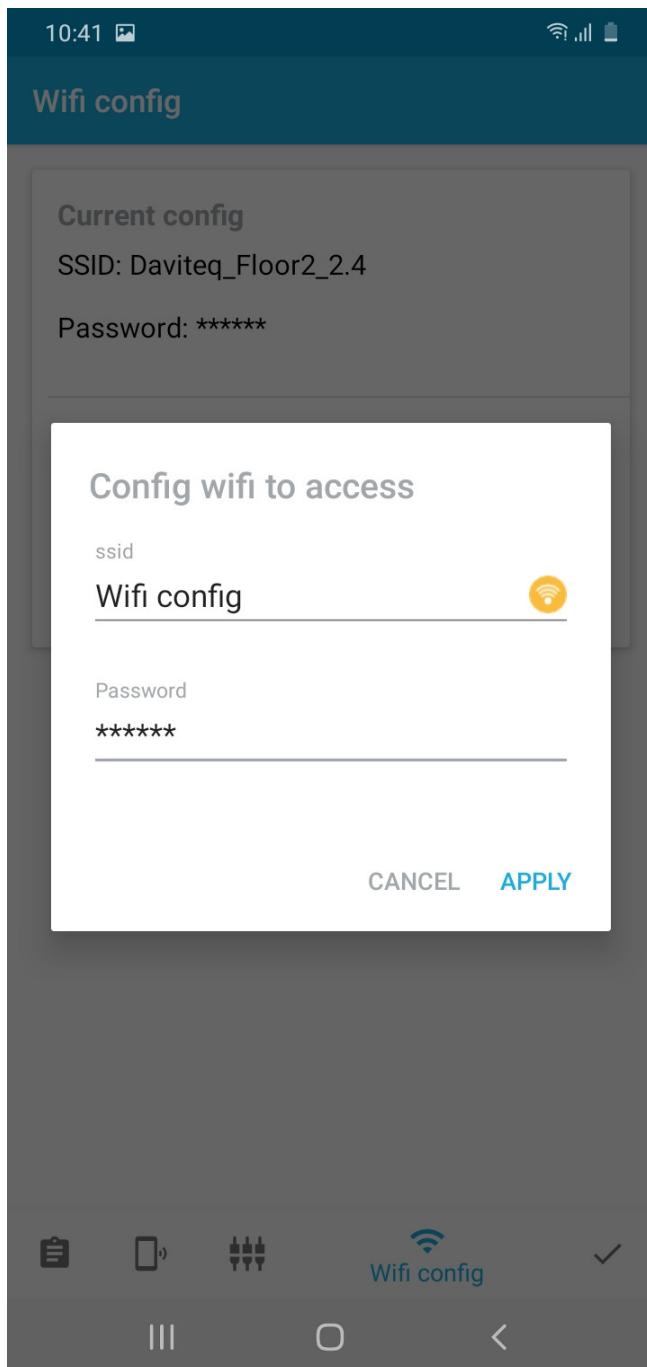 10:41
Wifi config
Current config
SSID: Daviteq_Floor2_2.4
Password: ******
Config wifi to access
ssid
Wifi config
Password
******
CANCEL APPLY
Wifi config